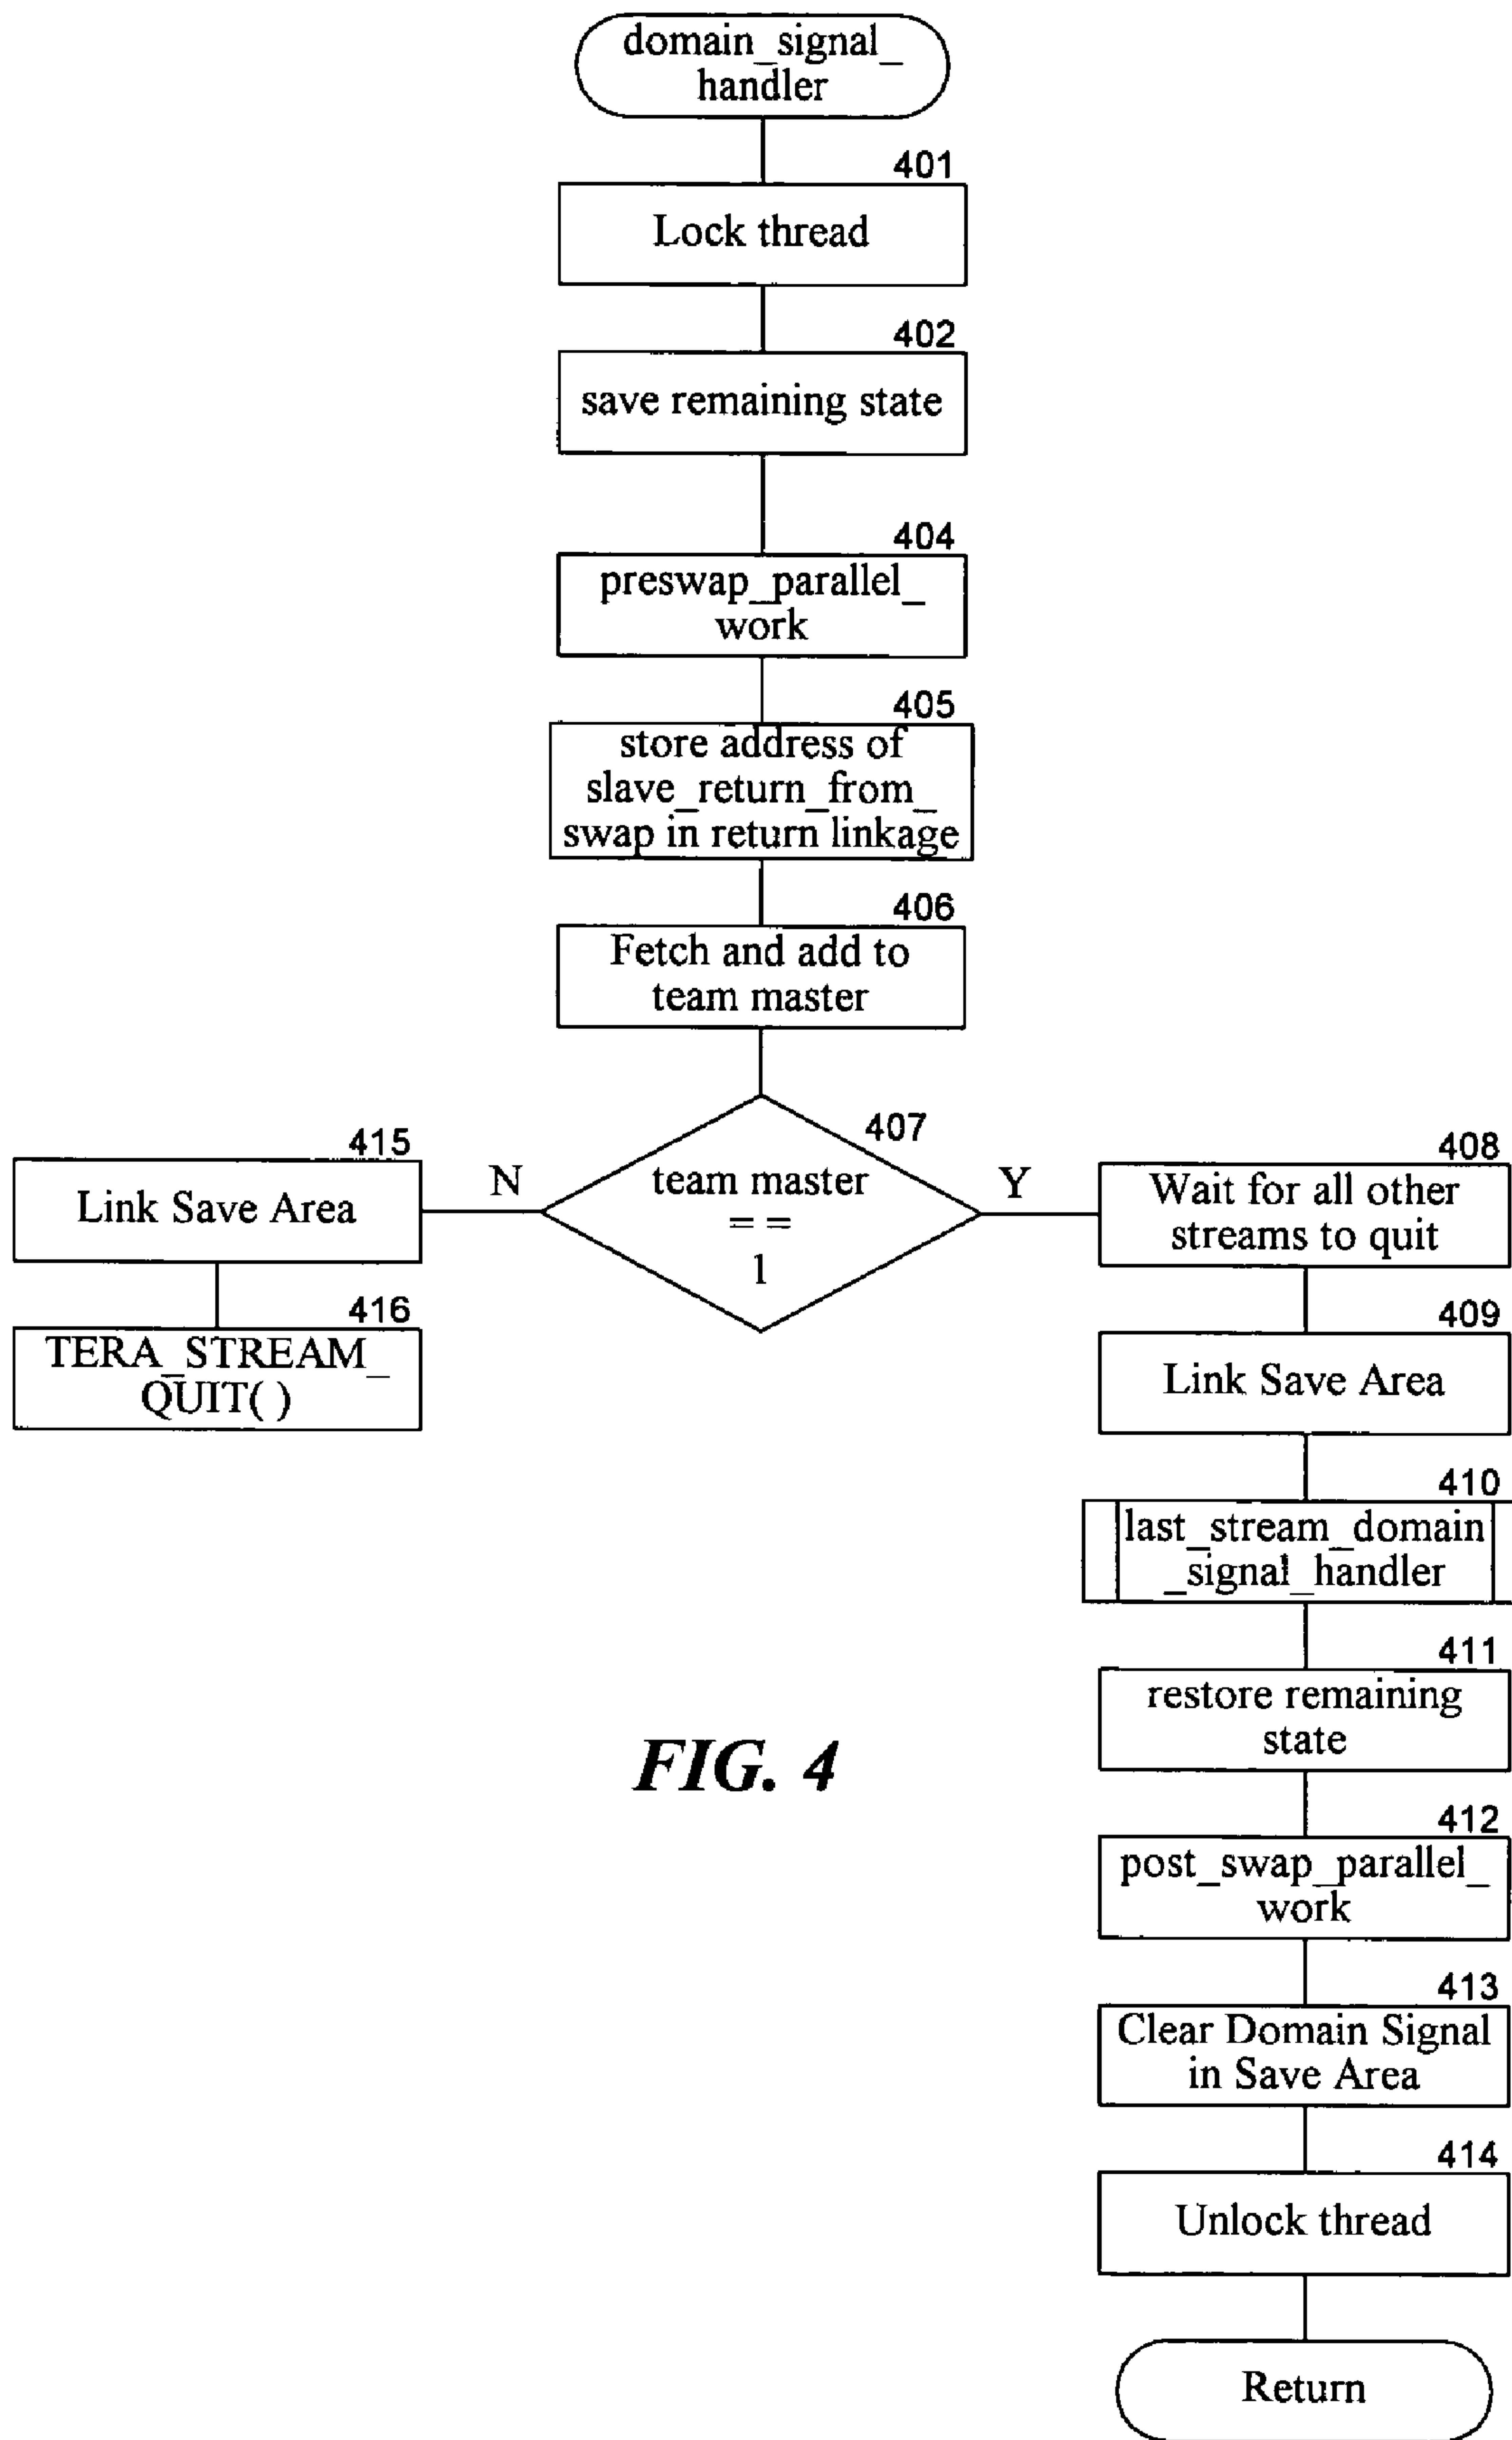 domain_signal_
handler
401
Lock thread
402
save remaining state
404
preswap_parallel_
work
405
store address of
slave_return_from_
swap in return linkage
406
Fetch and add to
team master
407
team master
= =
1
N
Y
415
Link Save Area
416
TERA_STREAM_
QUIT( )
408
Wait for all other
streams to quit
409
Link Save Area
410
last_stream_domain
_signal_handler
411
restore remaining
state
412
post_swap_parallel_
work
413
Clear Domain Signal
in Save Area
414
Unlock thread
Return
FIG. 4